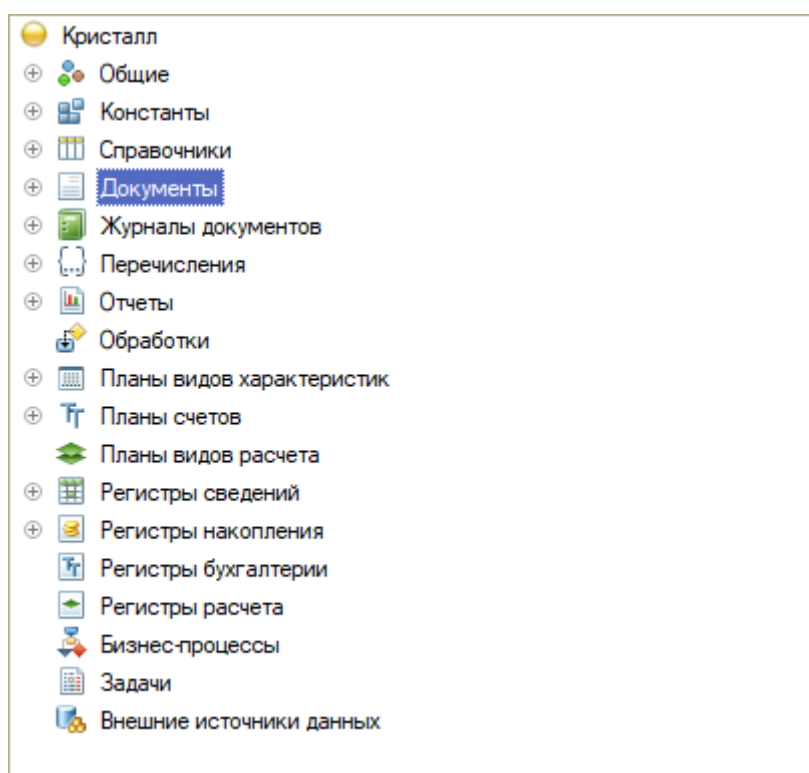 Кристалл
Общие
Константы
Справочники
Документы
Журналы документов
Перечисления
Отчеты
Обработки
Планы видов характеристик
Планы счетов
Планы видов расчета
Регистры сведений
Регистры накопления
Регистры бухгалтерии
Регистры расчета
Бизнес-процессы
Задачи
Внешние источники данных